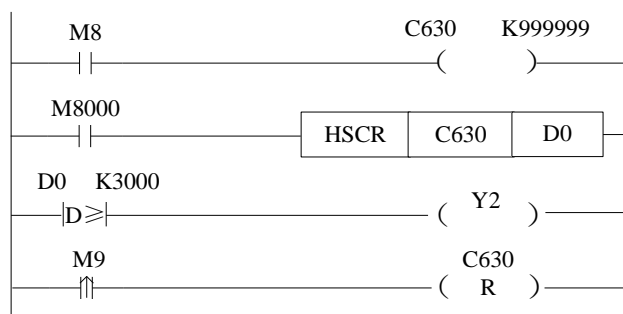 M8 C630 K999999
M8000
HSCR C630 D0
D0 K3000
D≥ Y2
M9 C630
R